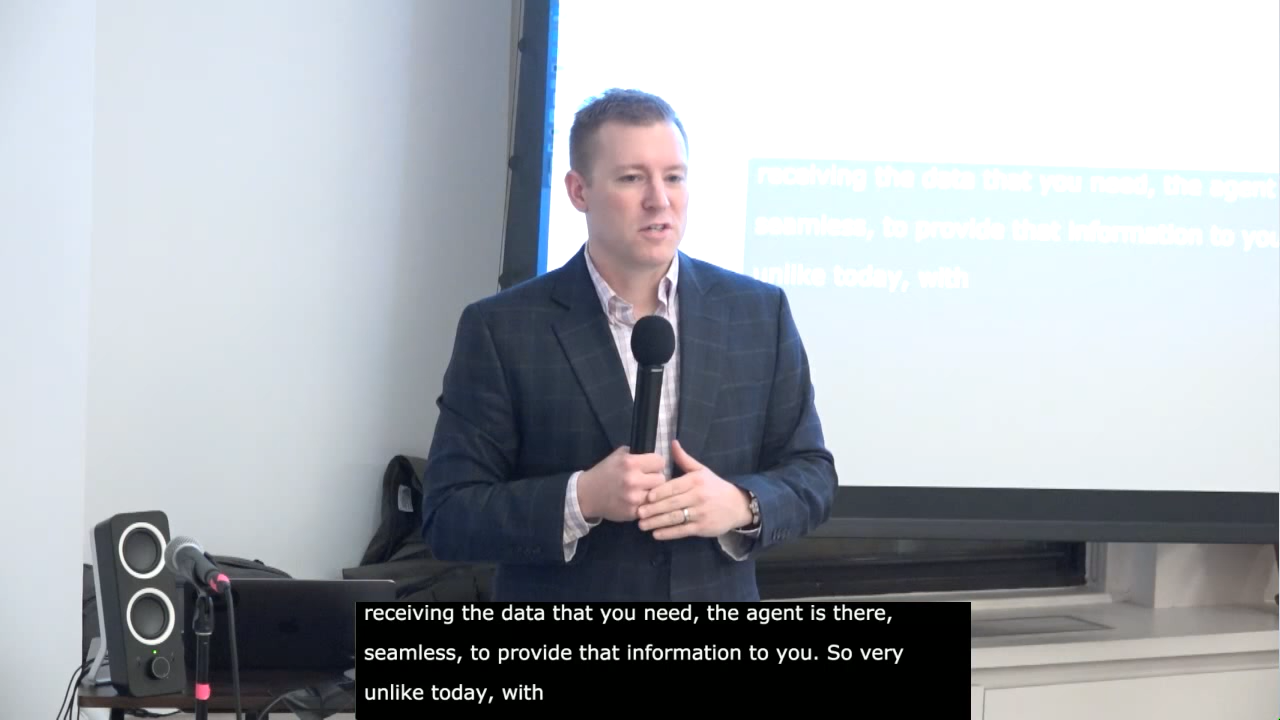 receiving the data that you need, the agent
seamless, to provide that information to you
unlike today, with
receiving the data that you need, the agent is there,
seamless, to provide that information to you. So very
unlike today, with